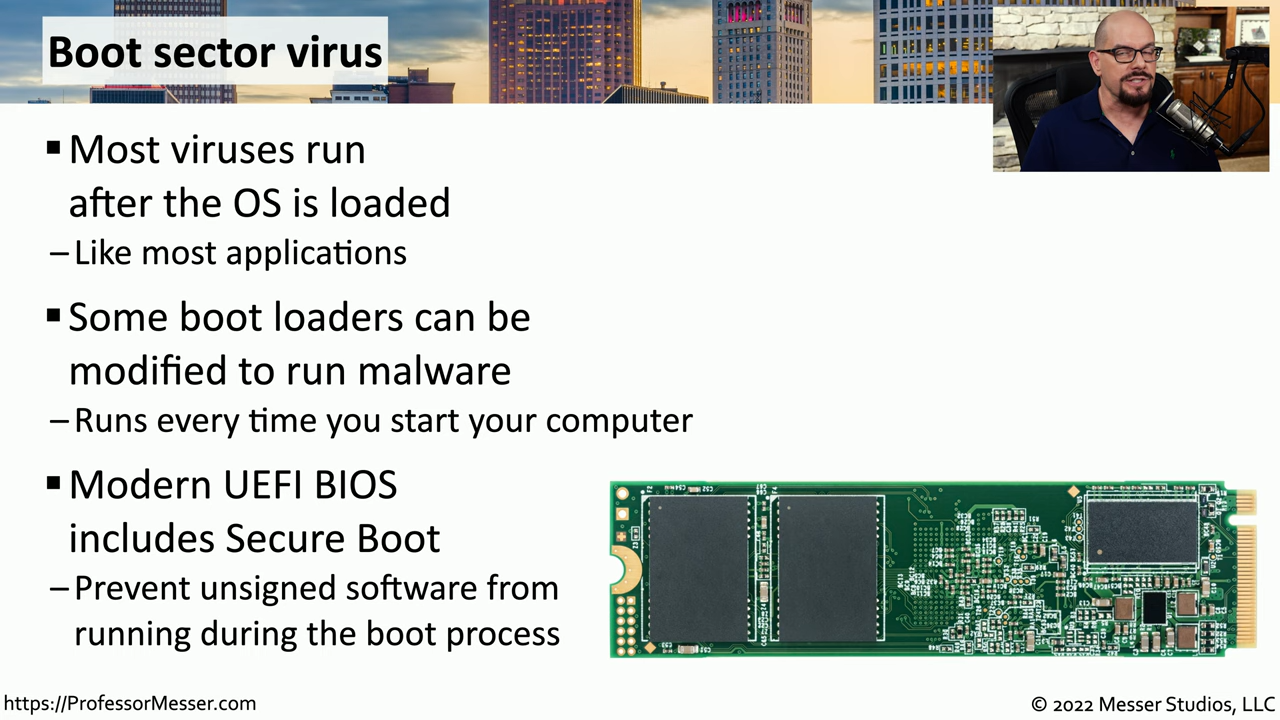 Boot sector virus
▪ Most viruses run
after the OS is loaded
– Like most applications
▪ Some boot loaders can be
modified to run malware
– Runs every time you start your computer
▪ Modern UEFI BIOS
includes Secure Boot
– Prevent unsigned software from
running during the boot process
https://ProfessorMesser.com
© 2022 Messer Studios, LLC